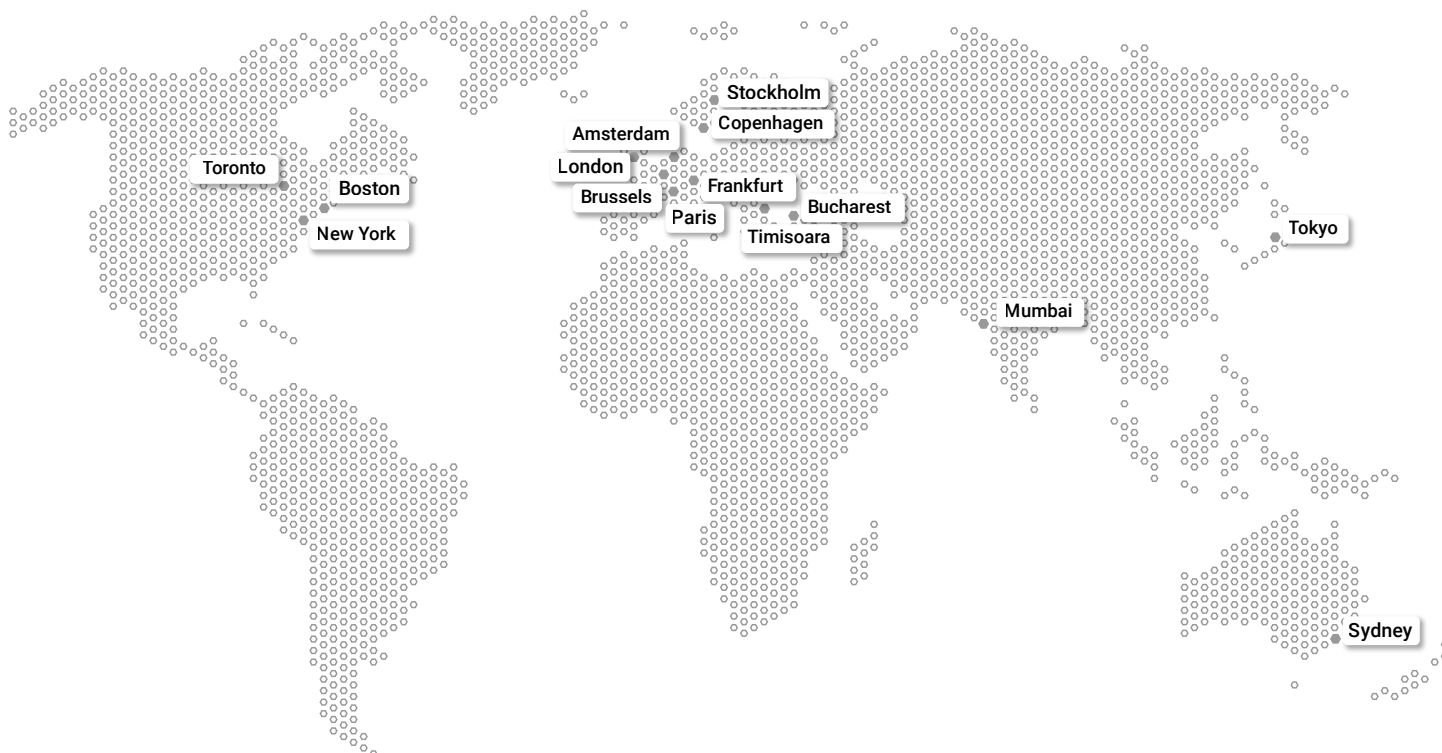 Stockholm
Copenhagen
Amsterdam
London
Toronto
Boston
Frankfurt
Brussels
Bucharest
Paris
New York
Timisoara
Tokyo
Mumbai
Sydney